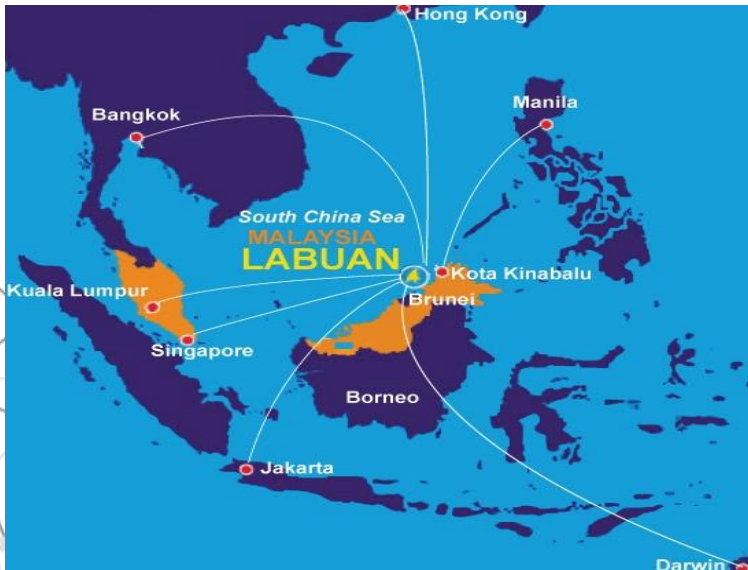 Hong Kong
Bangkok
Manila
South China Sea
MALAYSIA
LABUAN
Kota Kinabalu
Kuala Lumpur
Brunei
Singapore
Borneo
Jakarta
Darwin